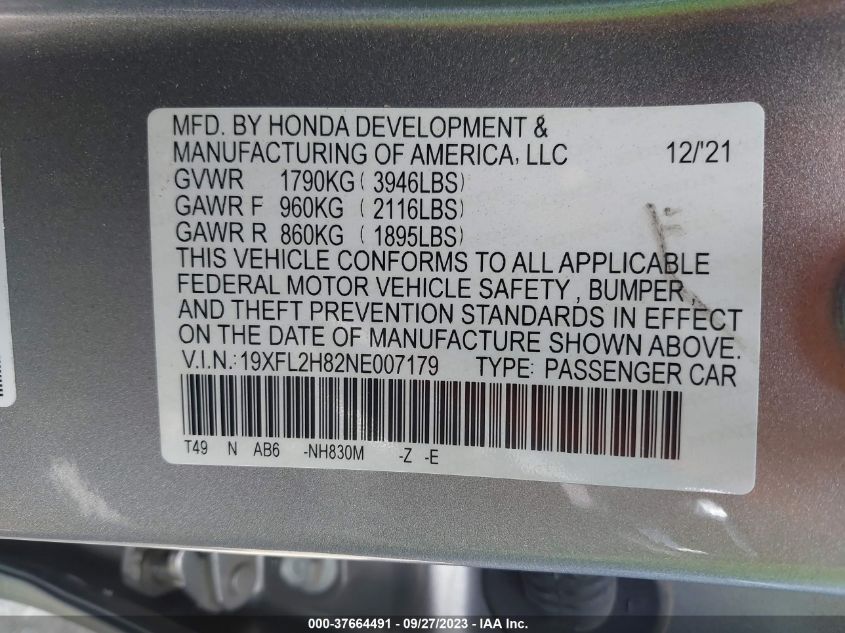 MFD. BY HONDA DEVELOPMENT &
MANUFACTURING OF AMERICA, LLC 12/'21
GVWR 1790KG ( 3946LBS)
GAWR F 960KG ( 2116LBS)
GAWR R 860KG ( 1895LBS)
THIS VEHICLE CONFORMS TO ALL APPLICABLE
FEDERAL MOTOR VEHICLE SAFETY , BUMPER ,
AND THEFT PREVENTION STANDARDS IN EFFECT
ON THE DATE OF MANUFACTURE SHOWN ABOVE.
V.I.N.:19XFL2H82NE007179 TYPE: PASSENGER CAR
T49 N AB6 -NH830M -Z -E
000-37664491 - 09/27/2023 - IAA Inc.